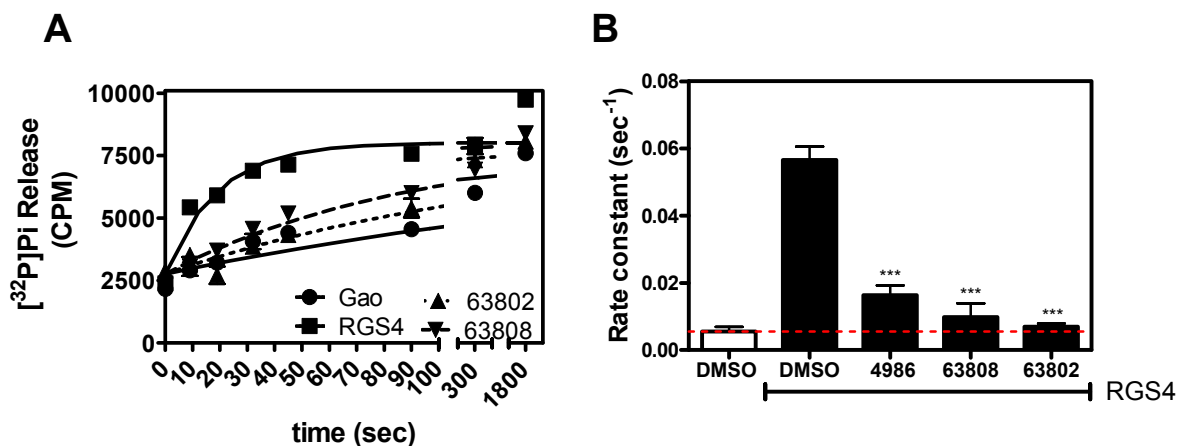 A
[³²P]Pi Release
(CPM)
10000
7500
5000
2500
0
Gao
RGS4
63802
63808
0
10
20
30
40
50
60
70
80
90
100
300
1800
time (sec)
B
Rate constant (sec⁻¹)
0.08
0.06
0.04
0.02
0.00
***
***
***
DMSO
DMSO
4986
63808
63802
RGS4